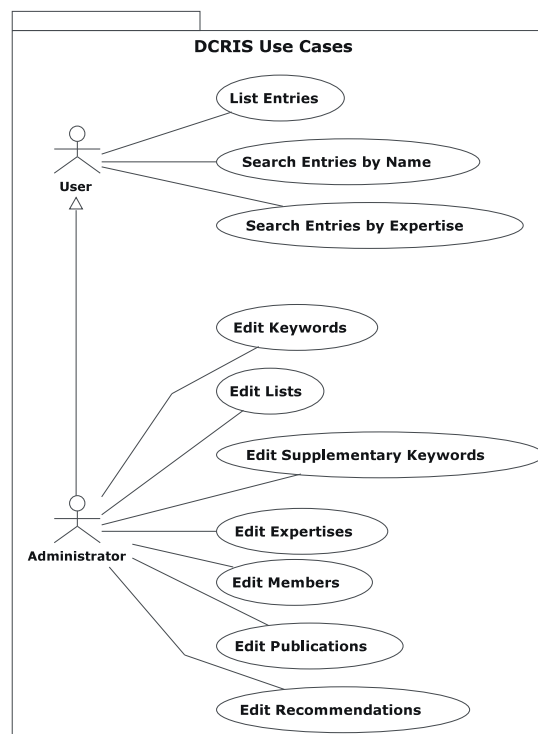 DCRIS Use Cases
List Entries
Search Entries by Name
User
Search Entries by Expertise
Edit Keywords
Edit Lists
Edit Supplementary Keywords
Edit Expertises
Administrator
Edit Members
Edit Publications
Edit Recommendations